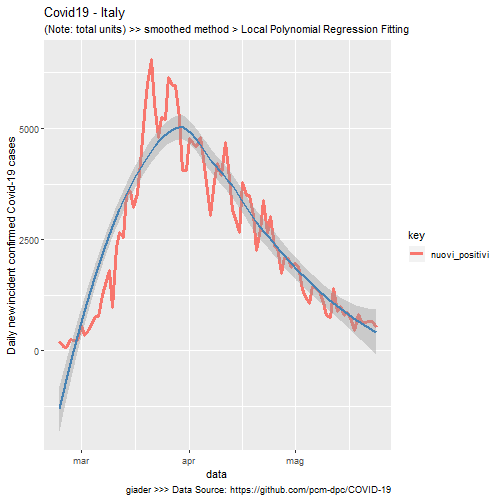 Covid19 - Italy
(Note: total units) >> smoothed method > Local Polynomial Regression Fitting
Daily new incident confirmed Covid-19 cases
5000
2500
0
mar
apr
mag
data
key
nuovi_positivi
giader >>> Data Source: https://github.com/pcm-dpc/COVID-19